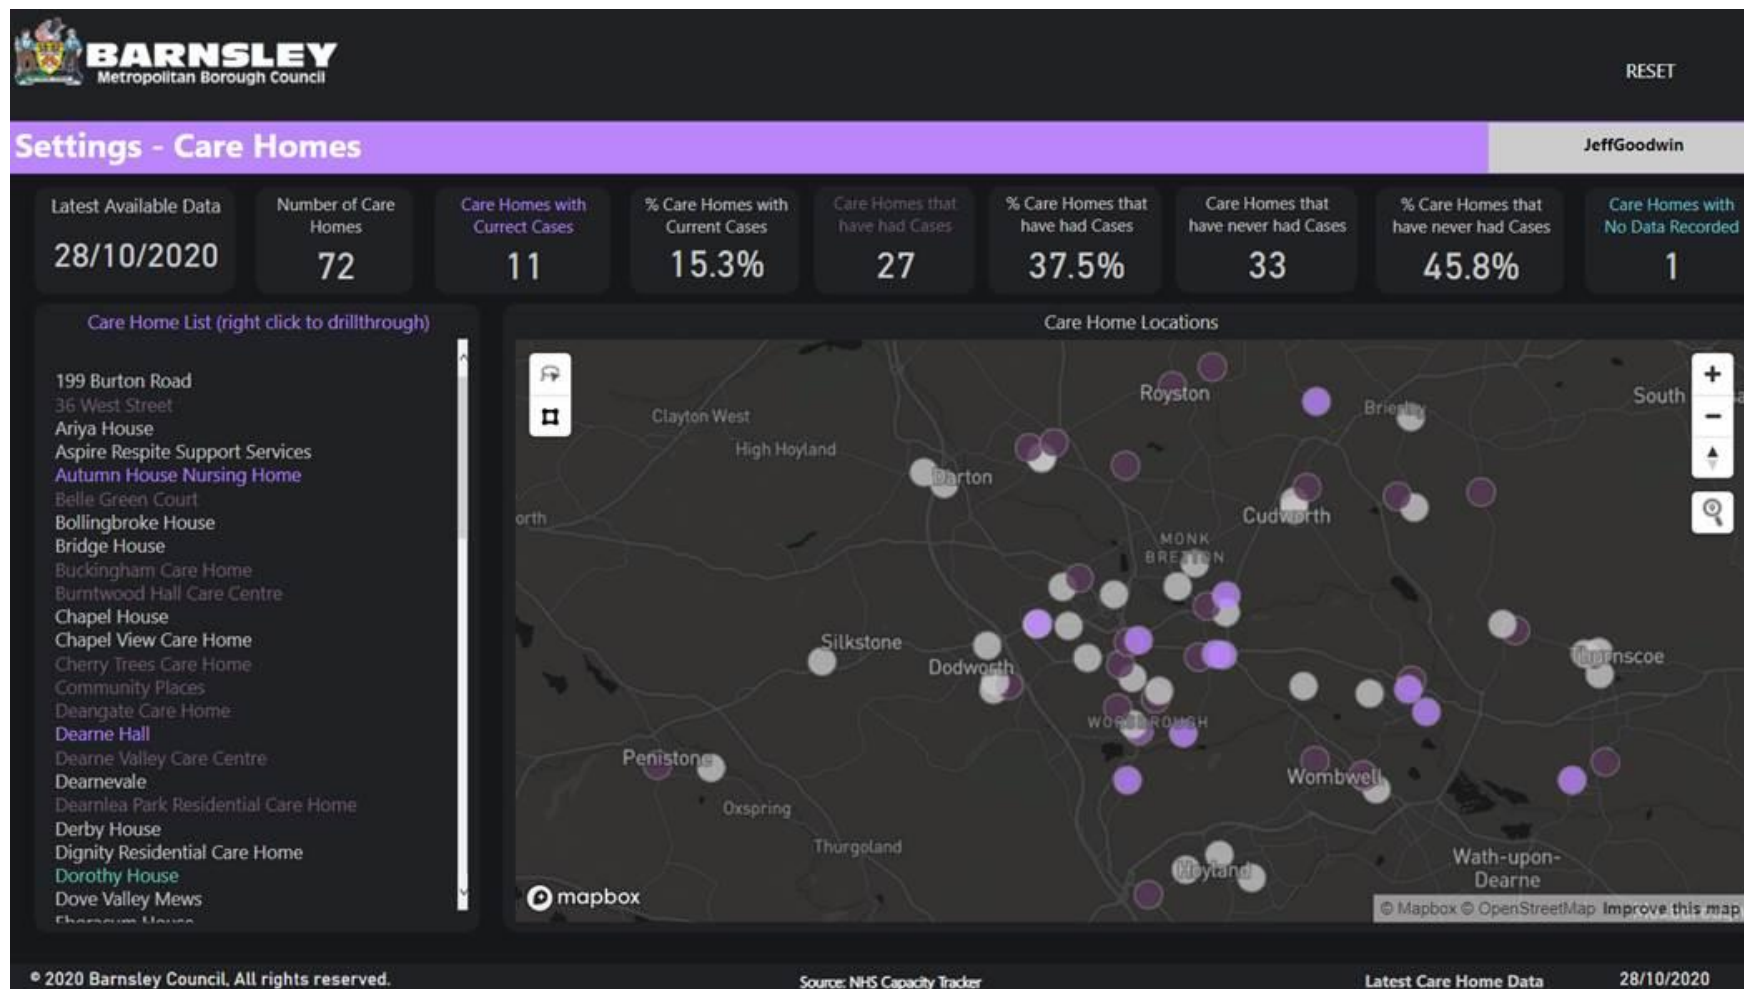 BARNSLEY
Metropolitan Borough Council
RESET
Settings - Care Homes
JeffGoodwin
Latest Available Data
28/10/2020
Number of Care
Homes
72
Care Homes with
Currect Cases
11
% Care Homes with
Current Cases
15.3%
Care Homes that
have had Cases
27
% Care Homes that
have had Cases
37.5%
Care Homes that
have never had Cases
33
% Care Homes that
have never had Cases
45.8%
Care Homes with
No Data Recorded
1
Care Home List (right click to drillthrough)
199 Burton Road
36 West Street
Ariya House
Aspire Respite Support Services
Autumn House Nursing Home
Belle Green Court
Bollingbroke House
Bridge House
Buckingham Care Home
Burntwood Hall Care Centre
Chapel House
Chapel View Care Home
Cherry Trees Care Home
Community Places
Deangate Care Home
Dearne Hall
Dearne Valley Care Centre
Dearnevale
Dearnlea Park Residential Care Home
Derby House
Dignity Residential Care Home
Dorothy House
Dove Valley Mews
Care Home Locations
Royston
Brierley
South
Clayton West
High Hoyland
Darton
orth
Cudworth
MONK
BRETTON
Silkstone
Dodworth
Thurnscoe
WORSBROUGH
Penistone
Wombwell
Oxspring
Thurgoland
Hoyland
Wath-upon-
Dearne
mapbox
© Mapbox © OpenStreetMap Improve this map
© 2020 Barnsley Council, All rights reserved.
Source: NHS Capacity Tracker
Latest Care Home Data
28/10/2020